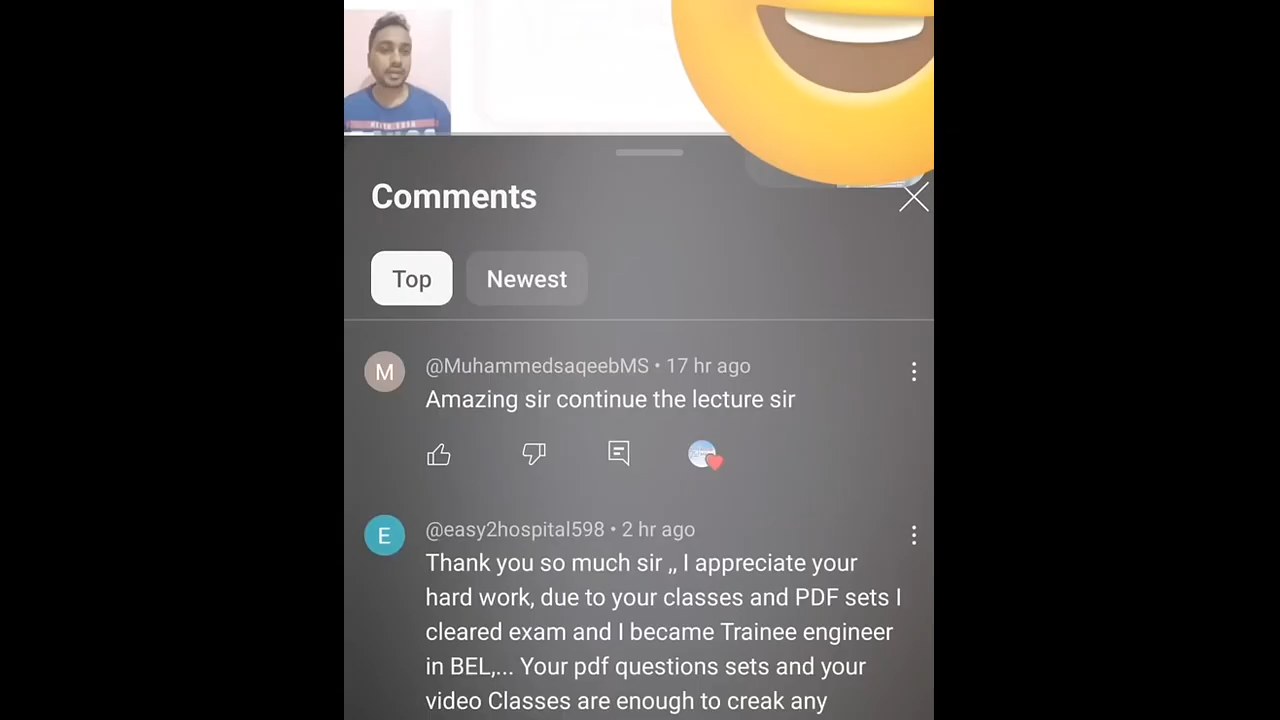 Comments
Top
Newest
@MuhammedsaqeebMS • 17 hr ago
Amazing sir continue the lecture sir
@easy2hospital598 • 2 hr ago
Thank you so much sir ,, I appreciate your
hard work, due to your classes and PDF sets I
cleared exam and I became Trainee engineer
in BEL,... Your pdf questions sets and your
video Classes are enough to creak any
M
E